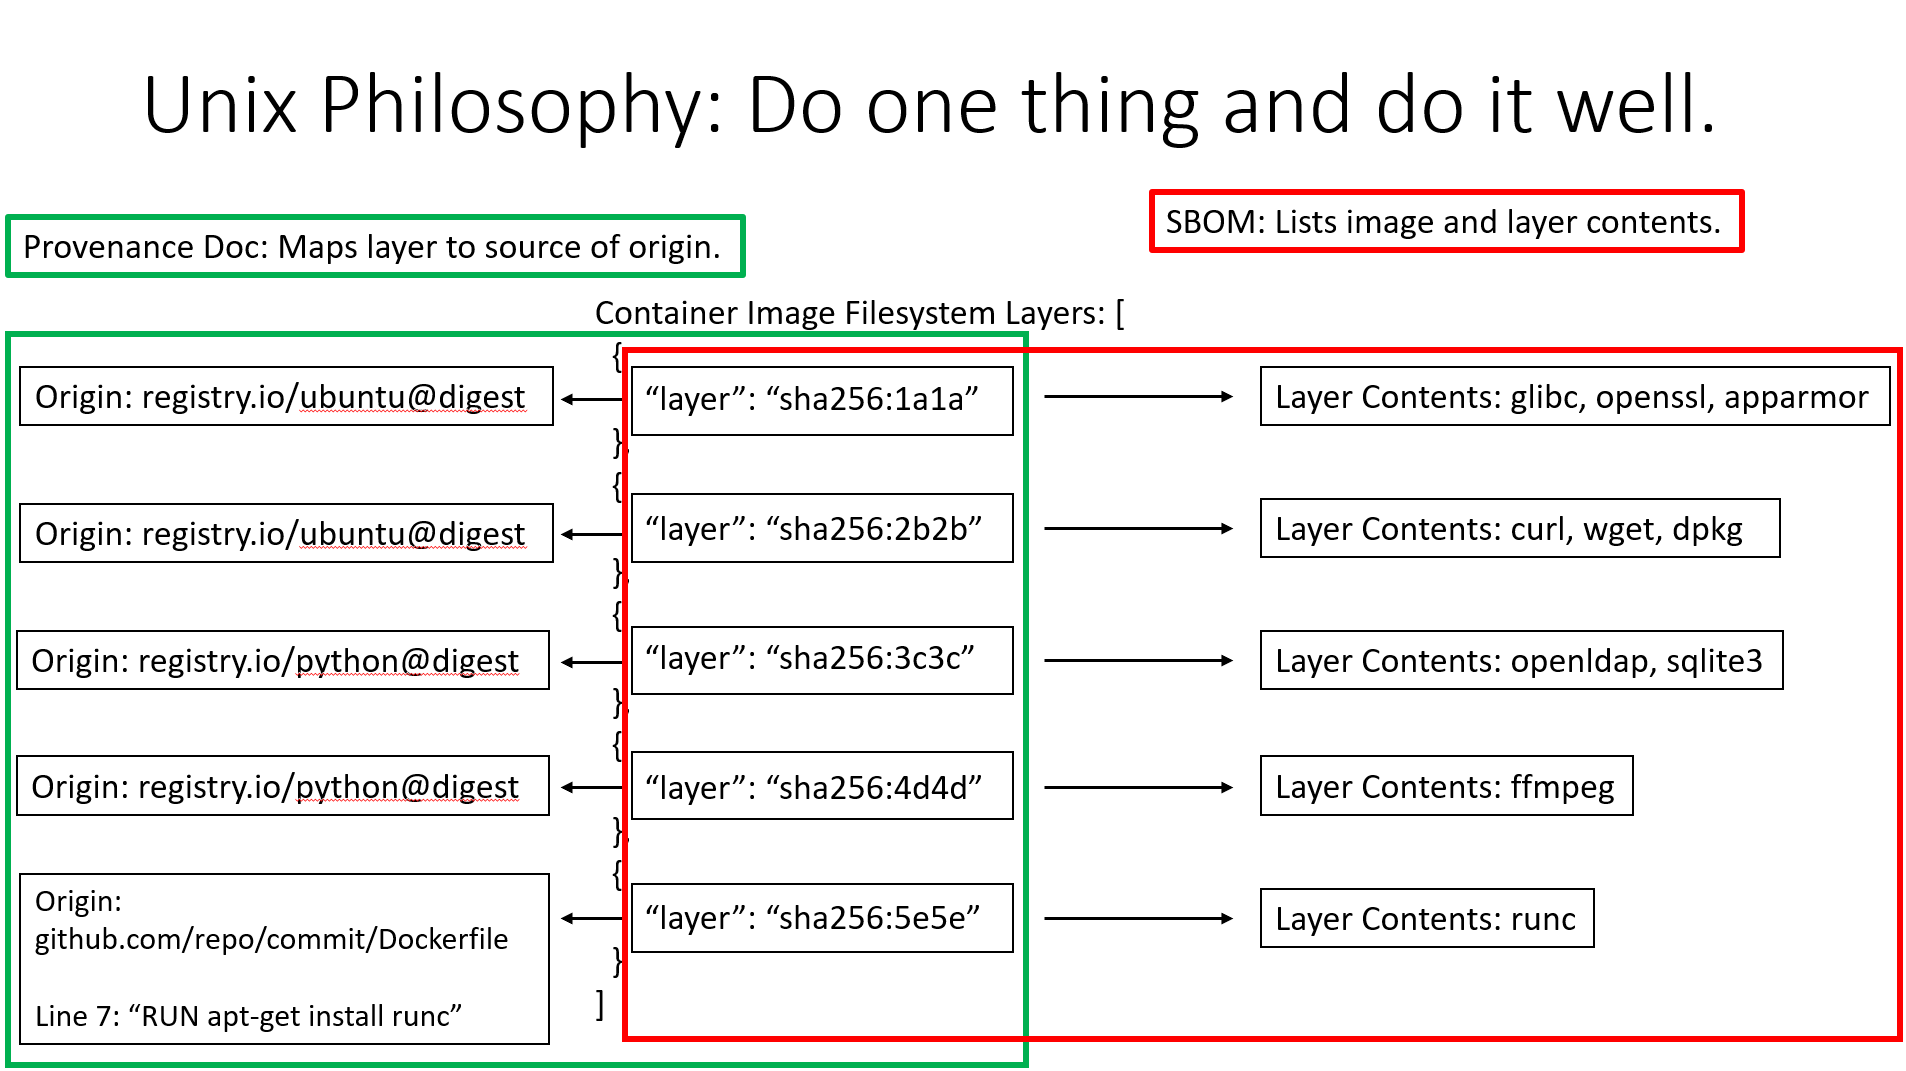 Unix Philosophy: Do one thing and do it well.
Provenance Doc: Maps layer to source of origin.
SBOM: Lists image and layer contents.
Container Image Filesystem Layers: [
{
Origin: registry.io/ubuntu@digest
“layer”: “sha256:1a1a”
Layer Contents: glibc, openssl, apparmor
},
{
Origin: registry.io/ubuntu@digest
“layer”: “sha256:2b2b”
Layer Contents: curl, wget, dpkg
},
{
Origin: registry.io/python@digest
“layer”: “sha256:3c3c”
Layer Contents: openldap, sqlite3
},
{
Origin: registry.io/python@digest
“layer”: “sha256:4d4d”
Layer Contents: ffmpeg
},
{
Origin:
github.com/repo/commit/Dockerfile
Line 7: “RUN apt-get install runc”
“layer”: “sha256:5e5e”
Layer Contents: runc
}
]